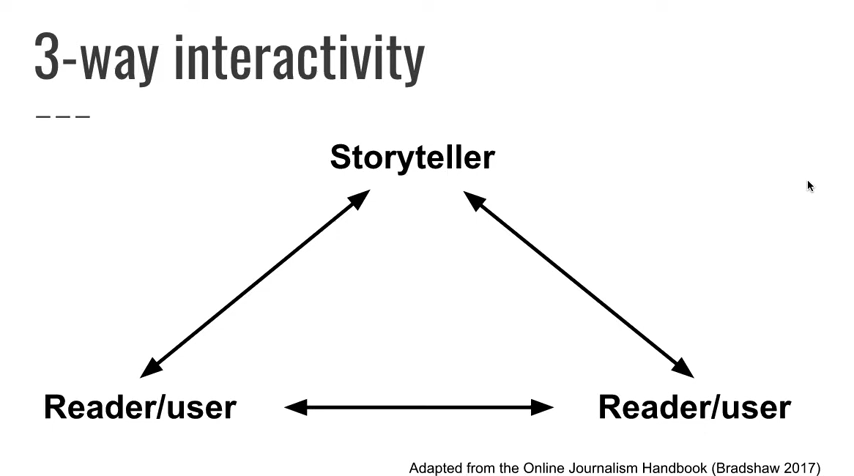 3-way interactivity
Storyteller
Reader/user
Reader/user
Adapted from the Online Journalism Handbook (Bradshaw 2017)